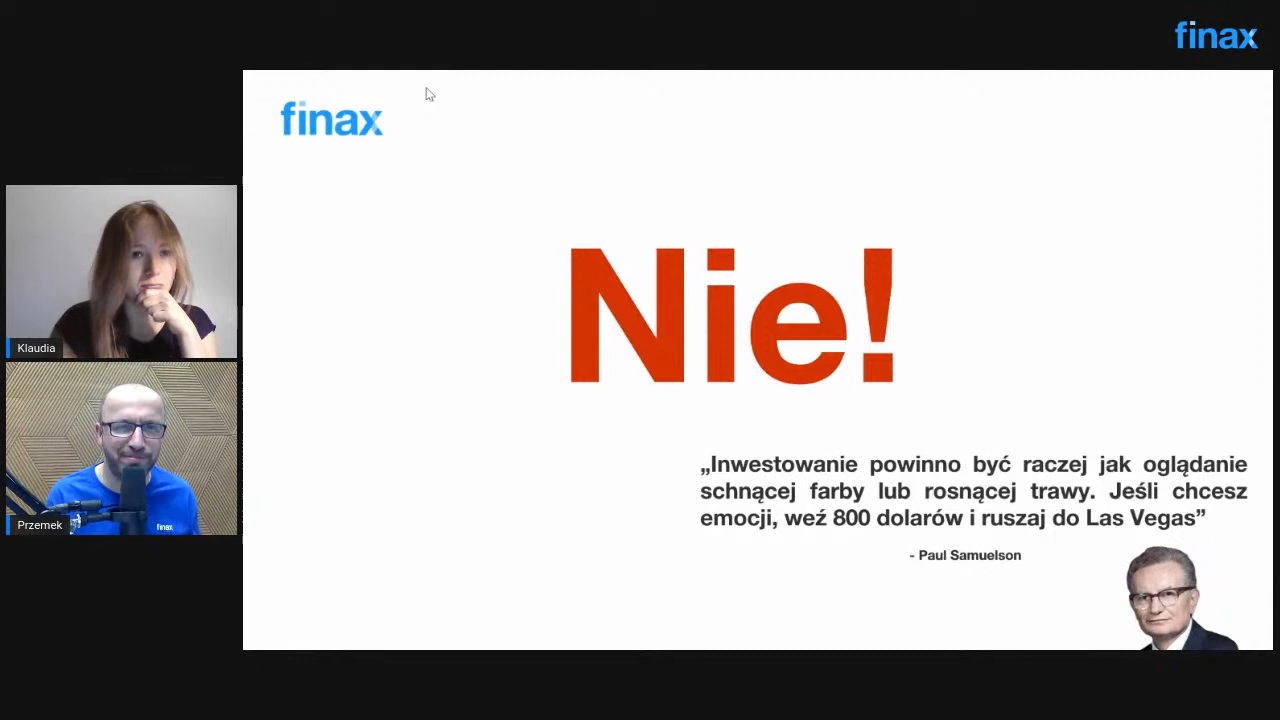 finax
finax
Nie!
„Inwestowanie powinno być raczej jak oglądanie
schnącej farby lub rosnącej trawy. Jeśli chcesz
emocji, weź 800 dolarów i ruszaj do Las Vegas”
- Paul Samuelson
Klaudia
finax
Przemek